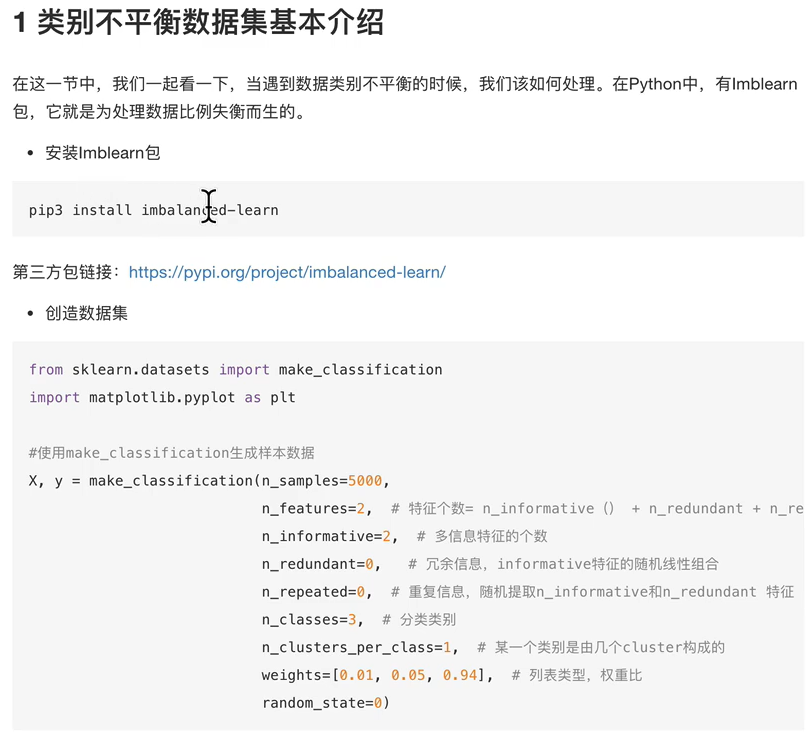 1 类别不平衡数据集基本介绍
在这一节中，我们一起看一下，当遇到数据类别不平衡的时候，我们该如何处理。在Python中，有Imblearn
包，它就是为处理数据比例失衡而生的。
• 安装Imblearn包
pip3 install imbalanced-learn
第三方包链接：https://pypi.org/project/imbalanced-learn/
• 创造数据集
from sklearn.datasets import make_classification
import matplotlib.pyplot as plt
#使用make_classification生成样本数据
X, y = make_classification(n_samples=5000,
n_features=2, # 特征个数= n_informative（） + n_redundant + n_re
n_informative=2, # 多信息特征的个数
n_redundant=0, # 冗余信息，informative特征的随机线性组合
n_repeated=0, # 重复信息，随机提取n_informative和n_redundant 特征
n_classes=3, # 分类类别
n_clusters_per_class=1, # 某一个类别是由几个cluster构成的
weights=[0.01, 0.05, 0.94], # 列表类型，权重比
random_state=0)